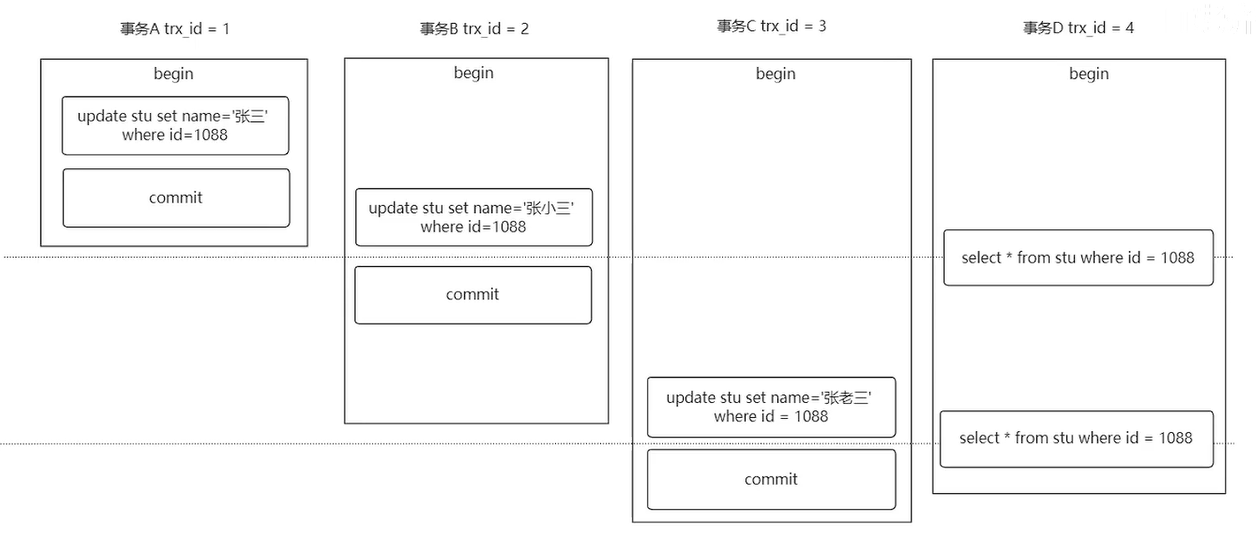 事务A trx_id = 1
事务B trx_id = 2
事务C trx_id = 3
事务D trx_id = 4
begin
update stu set name='张三'
where id=1088
commit
begin
update stu set name='张小三'
where id=1088
commit
begin
update stu set name='张老三'
where id = 1088
commit
begin
select * from stu where id = 1088
select * from stu where id = 1088